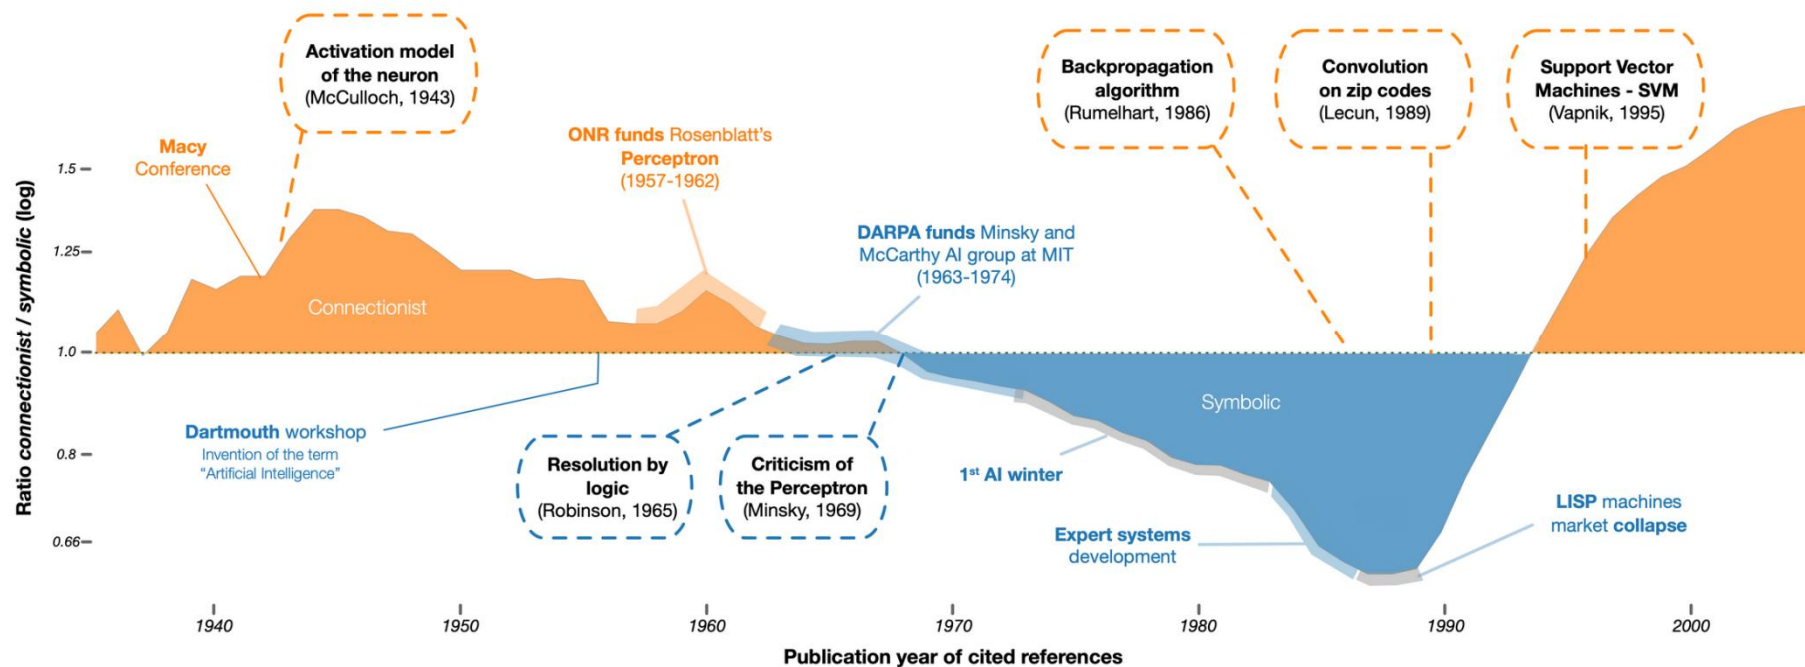 Activation model
of the neuron
(McCulloch, 1943)
Backpropagation
algorithm
(Rumelhart, 1986)
Convolution
on zip codes
(Lecun, 1989)
Support Vector
Machines - SVM
(Vapnik, 1995)
Macy
Conference
ONR funds Rosenblatt's
Perceptron
(1957-1962)
DARPA funds Minsky and
McCarthy AI group at MIT
(1963-1974)
Ratio connectionist / symbolic (log)
1.5
1.25
1.0
0.8
0.66
Connectionist
Symbolic
Dartmouth workshop
Invention of the term
"Artificial Intelligence"
Resolution by
logic
(Robinson, 1965)
Criticism of
the Perceptron
(Minsky, 1969)
1st AI winter
Expert systems
development
LISP machines
market collapse
1940
1950
1960
1970
1980
1990
2000
Publication year of cited references